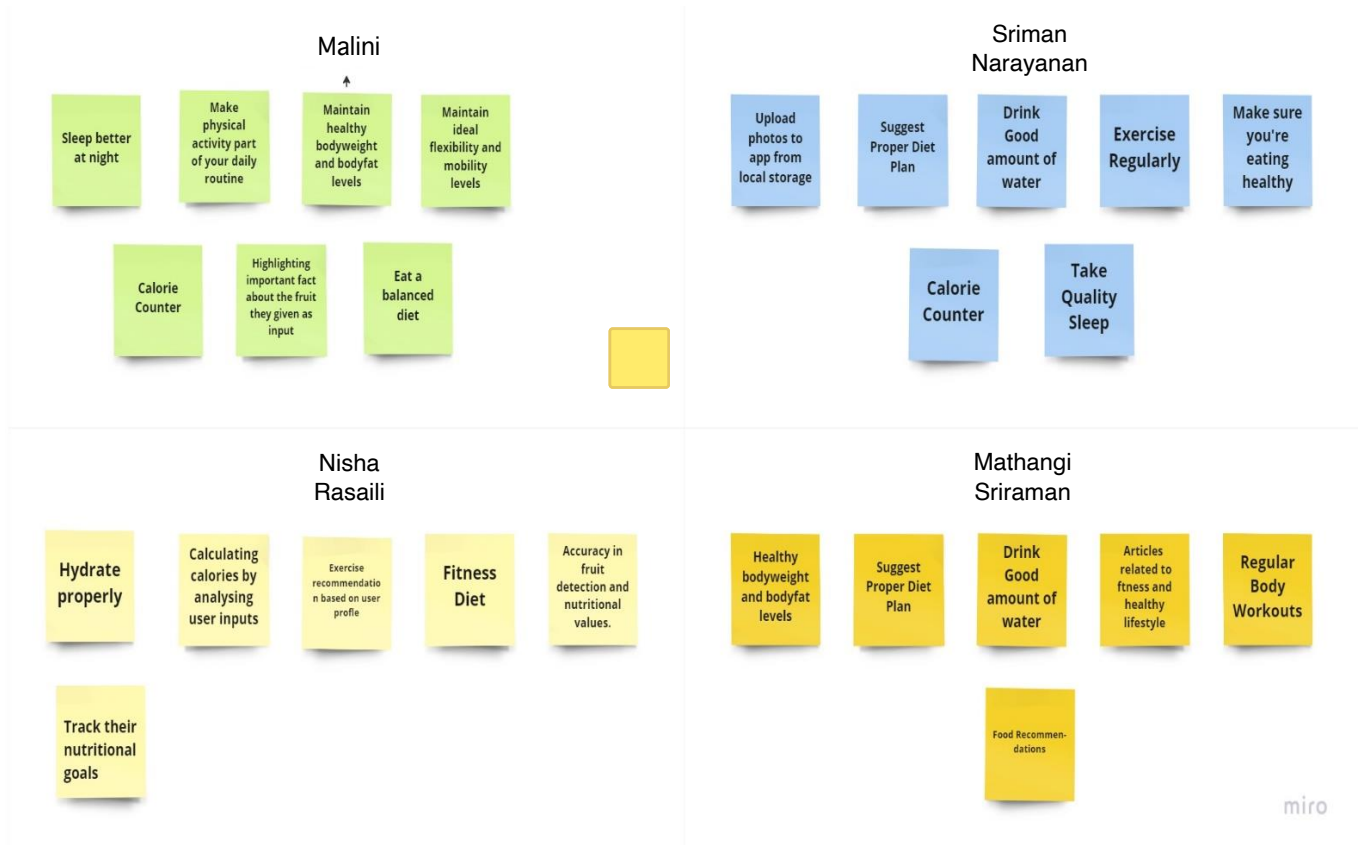 Malini
Sleep better
at night
Make
physical
activity part
of your daily
routine
Maintain
healthy
bodyweight
and bodyfat
levels
Maintain
ideal
flexibility and
mobility
levels
Calorie
Counter
Highlighting
important fact
about the fruit
they given as
input
Eat a
balanced
diet
Sriman
Narayanan
Upload
photos to
app from
local storage
Suggest
Proper Diet
Plan
Drink
Good
amount of
water
Exercise
Regularly
Make sure
you're
eating
healthy
Calorie
Counter
Take
Quality
Sleep
Nisha
Rasaili
Hydrate
properly
Calculating
calories by
analysing
user inputs
Exercise
recommendatio
n based on user
profle
Fitness
Diet
Accuracy in
fruit
detection and
nutritional
values.
Track their
nutritional
goals
Mathangi
Sriraman
Healthy
bodyweight
and bodyfat
levels
Suggest
Proper Diet
Plan
Drink
Good
amount of
water
Articles
related to
ftness and
healthy
lifestyle
Regular
Body
Workouts
Food Recommen-
dations
miro